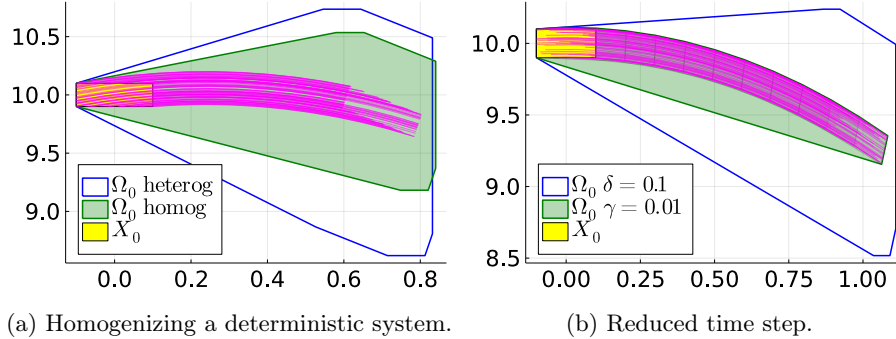 10.5
10.0
9.5
9.0
Ω₀ heterog
Ω₀ homog
X₀
0.0 0.2 0.4 0.6 0.8
(a) Homogenizing a deterministic system.
10.0
9.5
9.0
8.5
Ω₀ δ = 0.1
Ω₀ γ = 0.01
X₀
0.00 0.25 0.50 0.75 1.00
(b) Reduced time step.